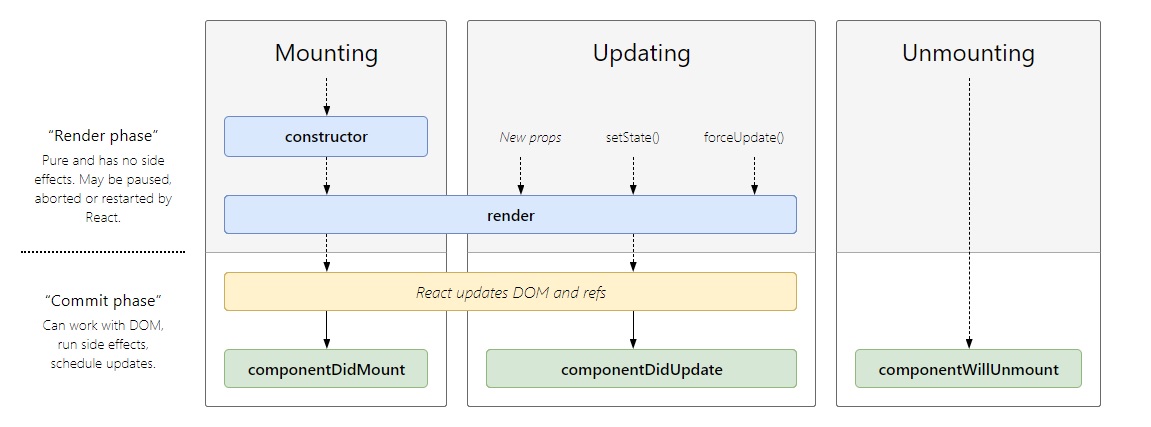 Mounting
Updating
Unmounting
“Render phase”
Pure and has no side
effects. May be paused,
aborted or restarted by
React.
constructor
New props
setState()
forceUpdate()
render
“Commit phase”
Can work with DOM,
run side effects,
schedule updates.
React updates DOM and refs
componentDidMount
componentDidUpdate
componentWillUnmount